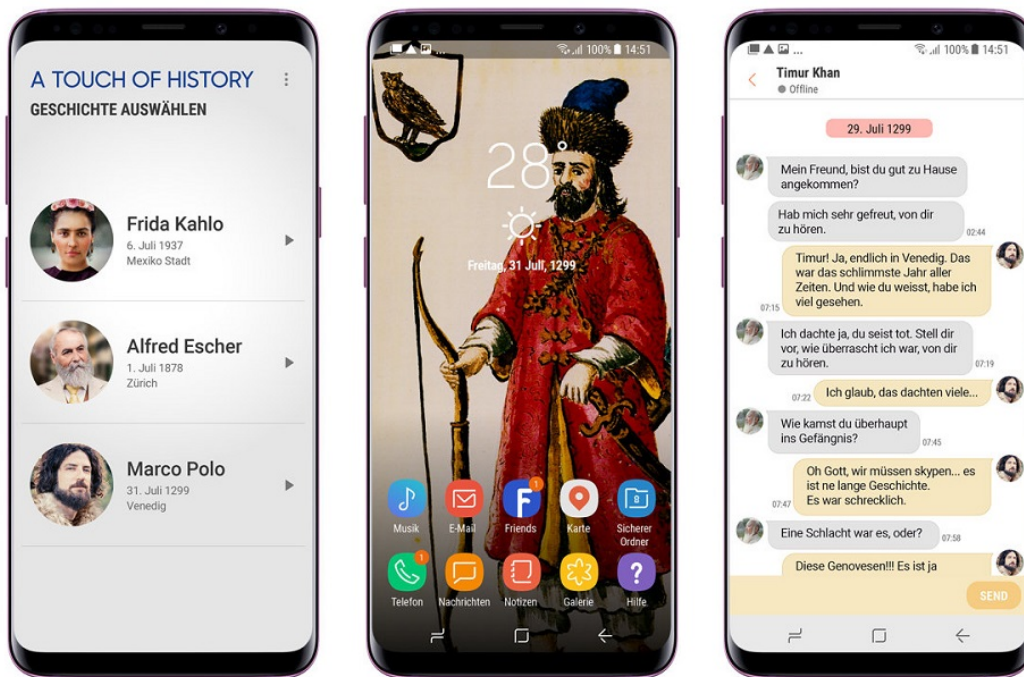 A TOUCH OF HISTORY
GESCHICHTE AUSWÄHLEN
Frida Kahlo
6. Juli 1937
Mexiko Stadt
Alfred Escher
1. Juli 1878
Zürich
Marco Polo
31. Juli 1299
Venedig
... 100% 14:51
28°
Freitag, 31 Juli, 1299
1
Musik
E-Mail
F
Friends
Karte
Sicherer
Ordner
1
Telefon
Nachrichten
Notizen
Galerie
?
Hilfe
... 100% 14:51
Timur Khan
Offline
29. Juli 1299
Mein Freund, bist du gut zu Hause
angekommen?
Hab mich sehr gefreut, von dir
zu hören.
02:44
Timur! Ja, endlich in Venedig. Das
war das schlimmste Jahr aller
Zeiten. Und wie du weisst, habe ich
viel gesehen.
07:15
Ich dachte ja, du seist tot. Stell dir
vor, wie überrascht ich war, von dir
zu hören.
07:19
07:22 Ich glaub, das dachten viele...
Wie kamst du überhaupt
ins Gefängnis?
07:45
Oh Gott, wir müssen skypen... es
ist ne lange Geschichte.
Es war schrecklich.
07:47
Eine Schlacht war es, oder?
07:58
Diese Genovesen!!! Es ist ja
SEND